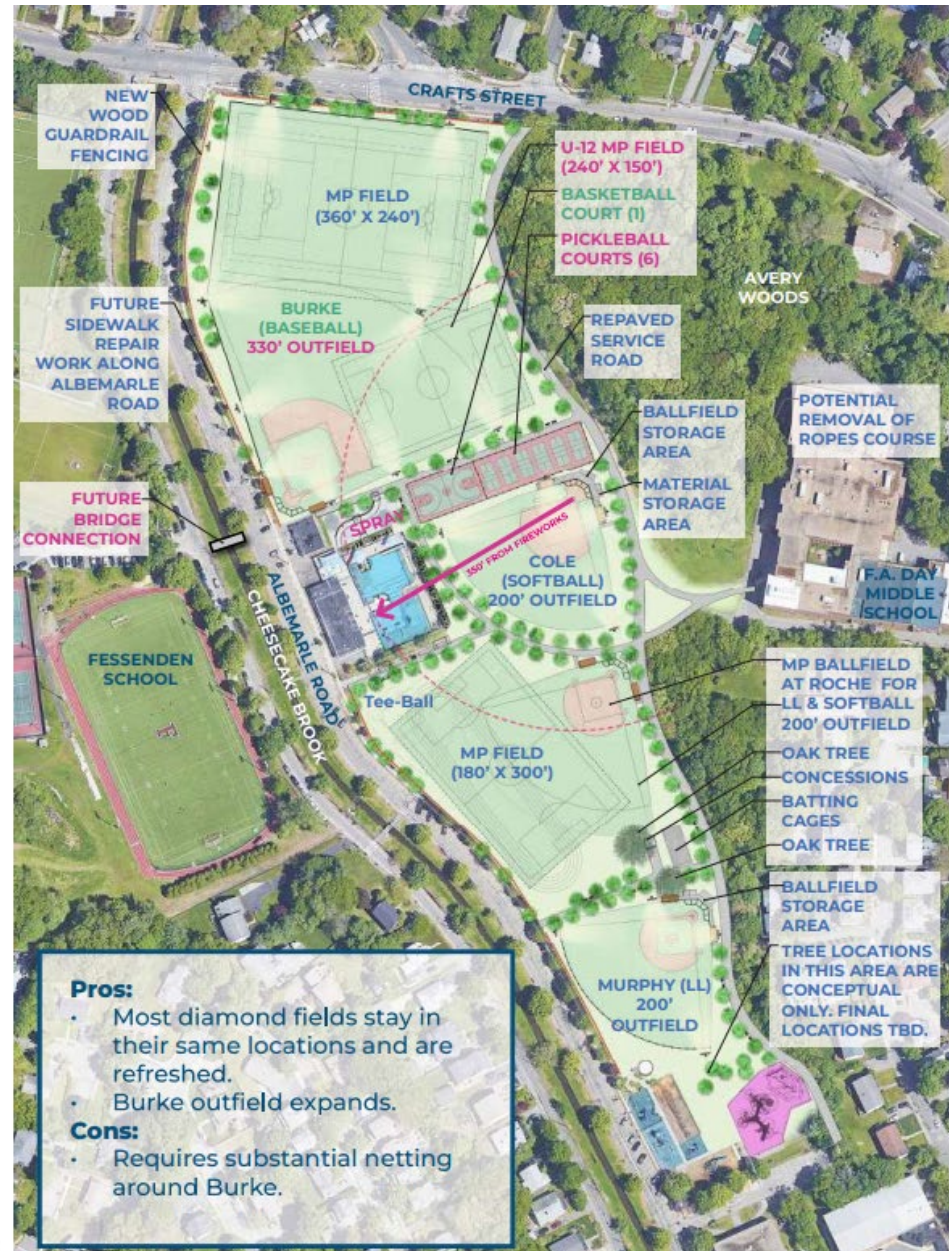 CRAFTS STREET
NEW
WOOD
GUARDRAIL
FENCING
MP FIELD
(360' X 240')
U-12 MP FIELD
(240' X 150')
BASKETBALL
COURT (1)
PICKLEBALL
COURTS (6)
AVERY
WOODS
FUTURE
SIDEWALK
REPAIR
WORK ALONG
ALBEMARLE
ROAD
BURKE
(BASEBALL)
330' OUTFIELD
REPAVED
SERVICE
ROAD
POTENTIAL
REMOVAL OF
ROPES COURSE
BALLFIELD
STORAGE
AREA
MATERIAL
STORAGE
AREA
FUTURE
BRIDGE
CONNECTION
SPRAY
350' FROM FIREWORKS
COLE
(SOFTBALL)
200' OUTFIELD
F.A. DAY
MIDDLE
SCHOOL
ALBEMARLE ROAD
CHEESECAKE BROOK
FESSENDEN
SCHOOL
Tee-Ball
MP FIELD
(180' X 300')
MP BALLFIELD
AT ROCHE FOR
LL & SOFTBALL
200' OUTFIELD
OAK TREE
CONCESSIONS
BATTING
CAGES
OAK TREE
BALLFIELD
STORAGE
AREA
TREE LOCATIONS
IN THIS AREA ARE
CONCEPTUAL
ONLY. FINAL
LOCATIONS TBD.
MURPHY (LL)
200'
OUTFIELD
Pros:
• Most diamond fields stay in
their same locations and are
refreshed.
• Burke outfield expands.
Cons:
• Requires substantial netting
around Burke.